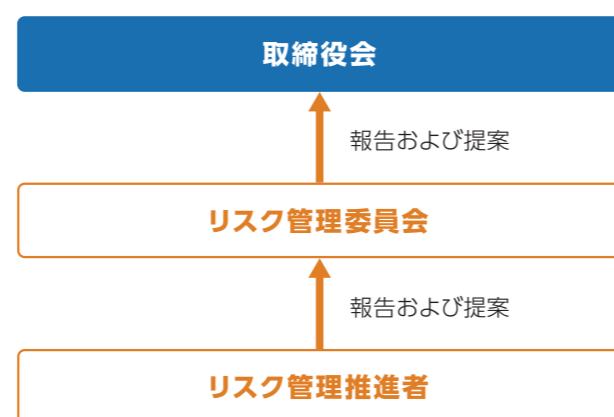 取締役会
報告および提案
リスク管理委員会
報告および提案
リスク管理推進者